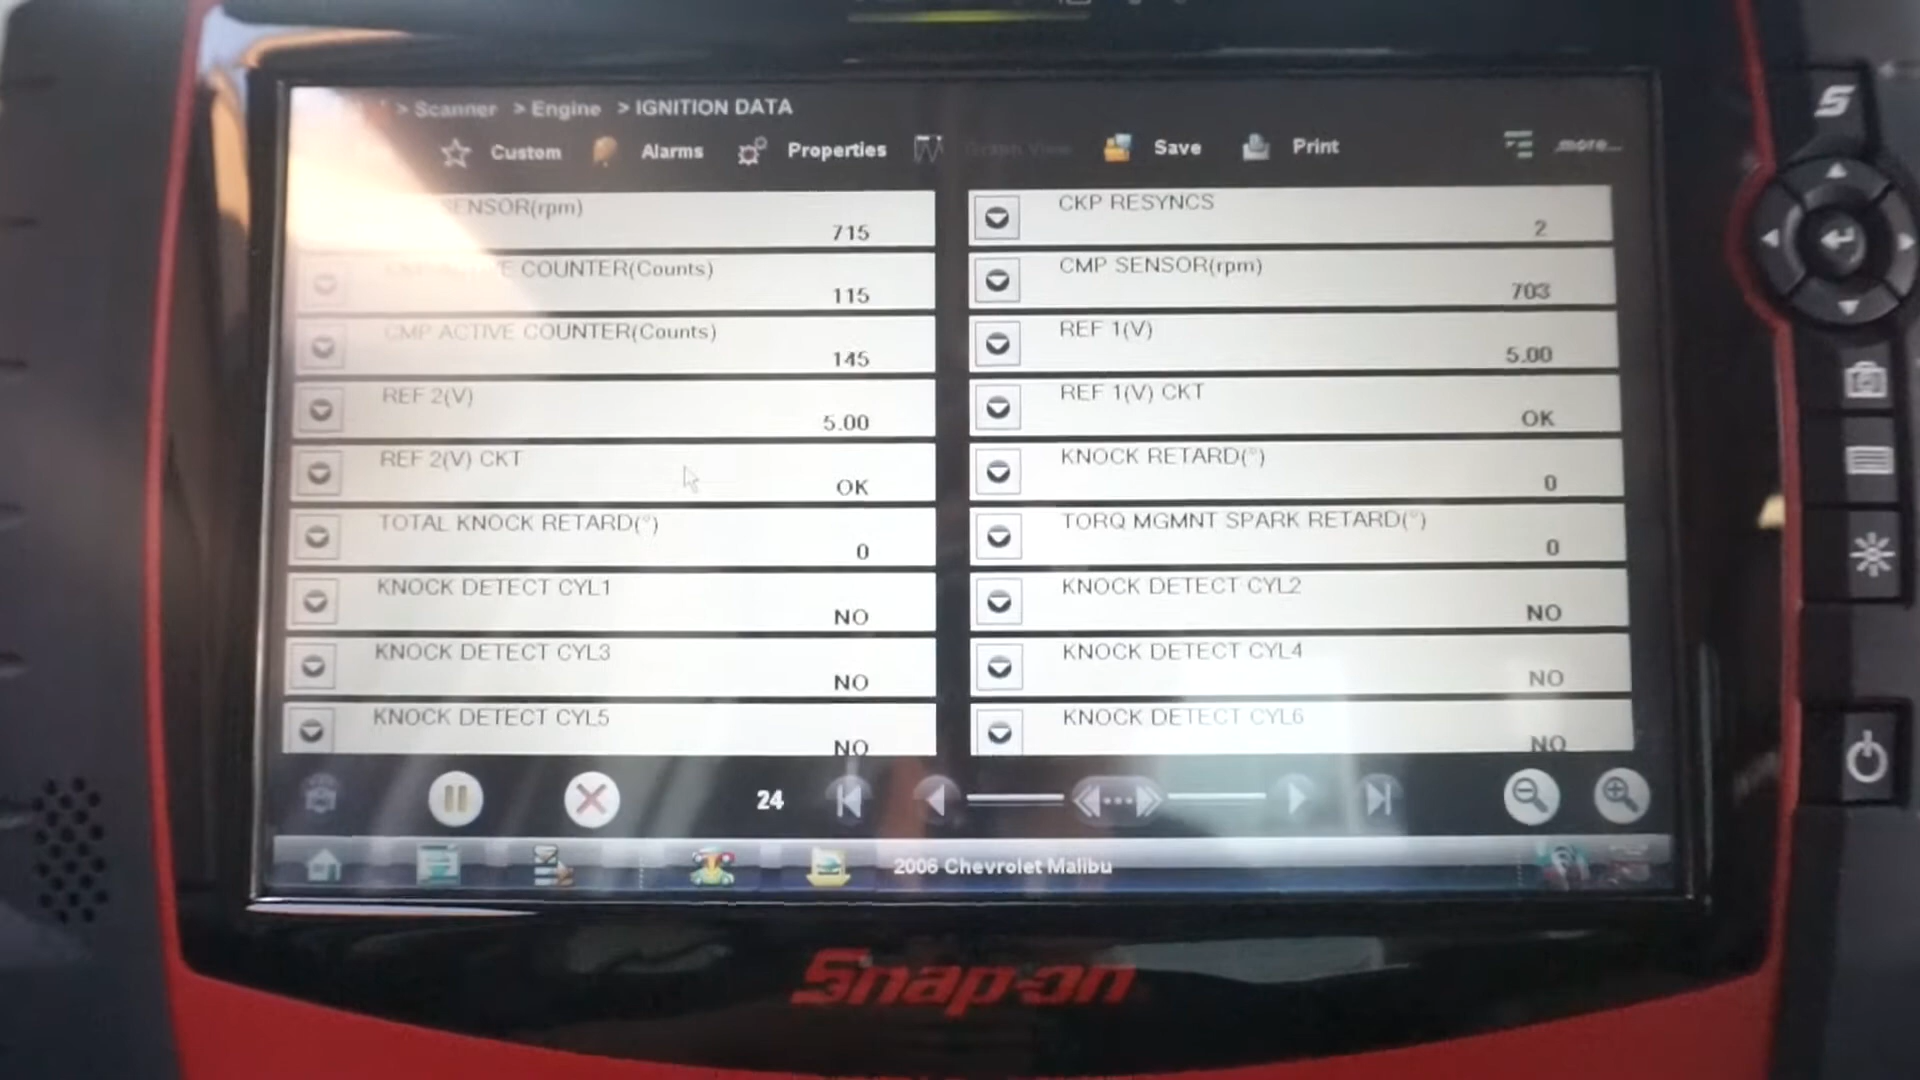 > Scanner > Engine > IGNITION DATA
Custom Alarms Properties Graph View Save Print more...
SENSOR(rpm) 715
CKP RESYNCS 2
COUNTER(Counts) 115
CMP SENSOR(rpm) 703
CMP ACTIVE COUNTER(Counts) 145
REF 1(V) 5.00
REF 2(V) 5.00
REF 1(V) CKT OK
REF 2(V) CKT OK
KNOCK RETARD(°) 0
TOTAL KNOCK RETARD(°) 0
TORQ MGMNT SPARK RETARD(°) 0
KNOCK DETECT CYL1 NO
KNOCK DETECT CYL2 NO
KNOCK DETECT CYL3 NO
KNOCK DETECT CYL4 NO
KNOCK DETECT CYL5 NO
KNOCK DETECT CYL6 NO
24
2006 Chevrolet Malibu
Snap-on
S